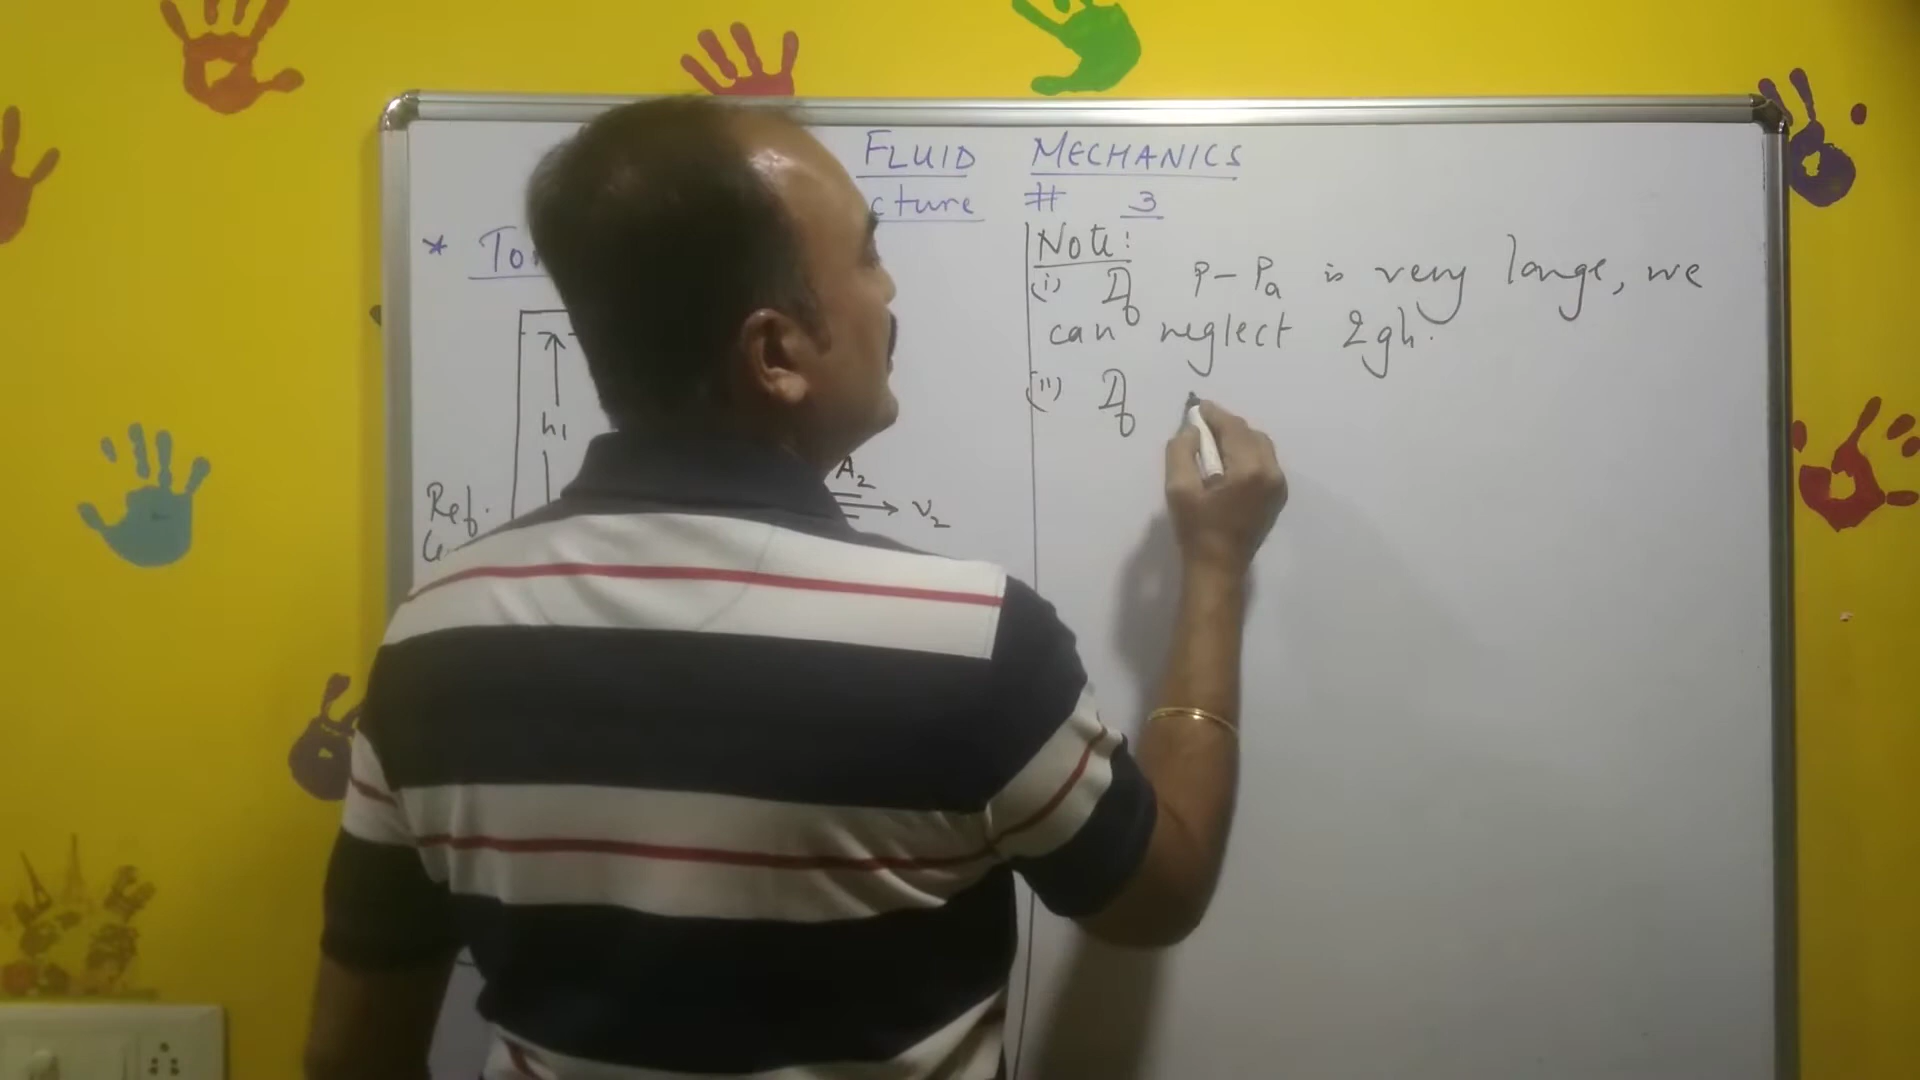 FLUID MECHANICS
cture # 3
* To
Note:
(i) If P-Pa is very large, we
can neglect 2gh.
(ii) If
h₁
A₂
Ref.
v₂